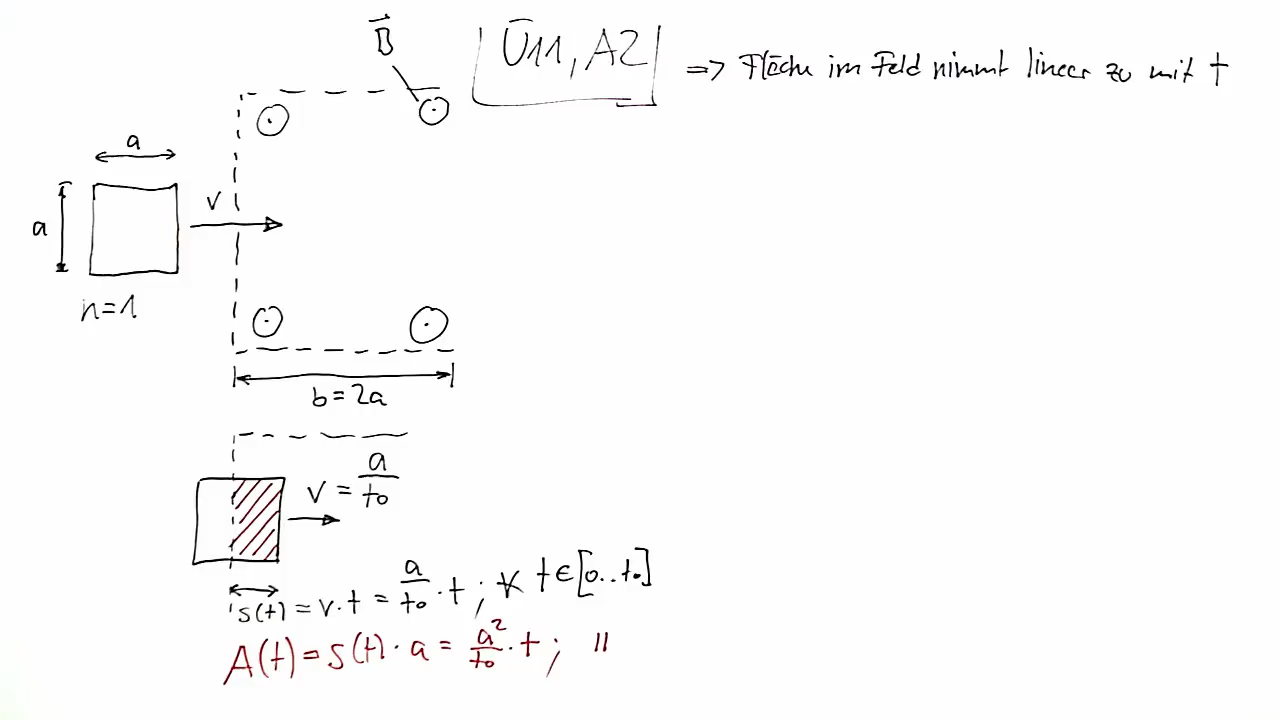 Ü11, A2
=> Fläche im Feld nimmt linear zu mit t
B⃗
a
a
v
n=1
b=2a
v = a/t₀
s(t) = v·t = a/t₀ · t ; ∀ t ∈ [0..t₀]
A(t) = s(t)·a = a²/t₀ · t ; "